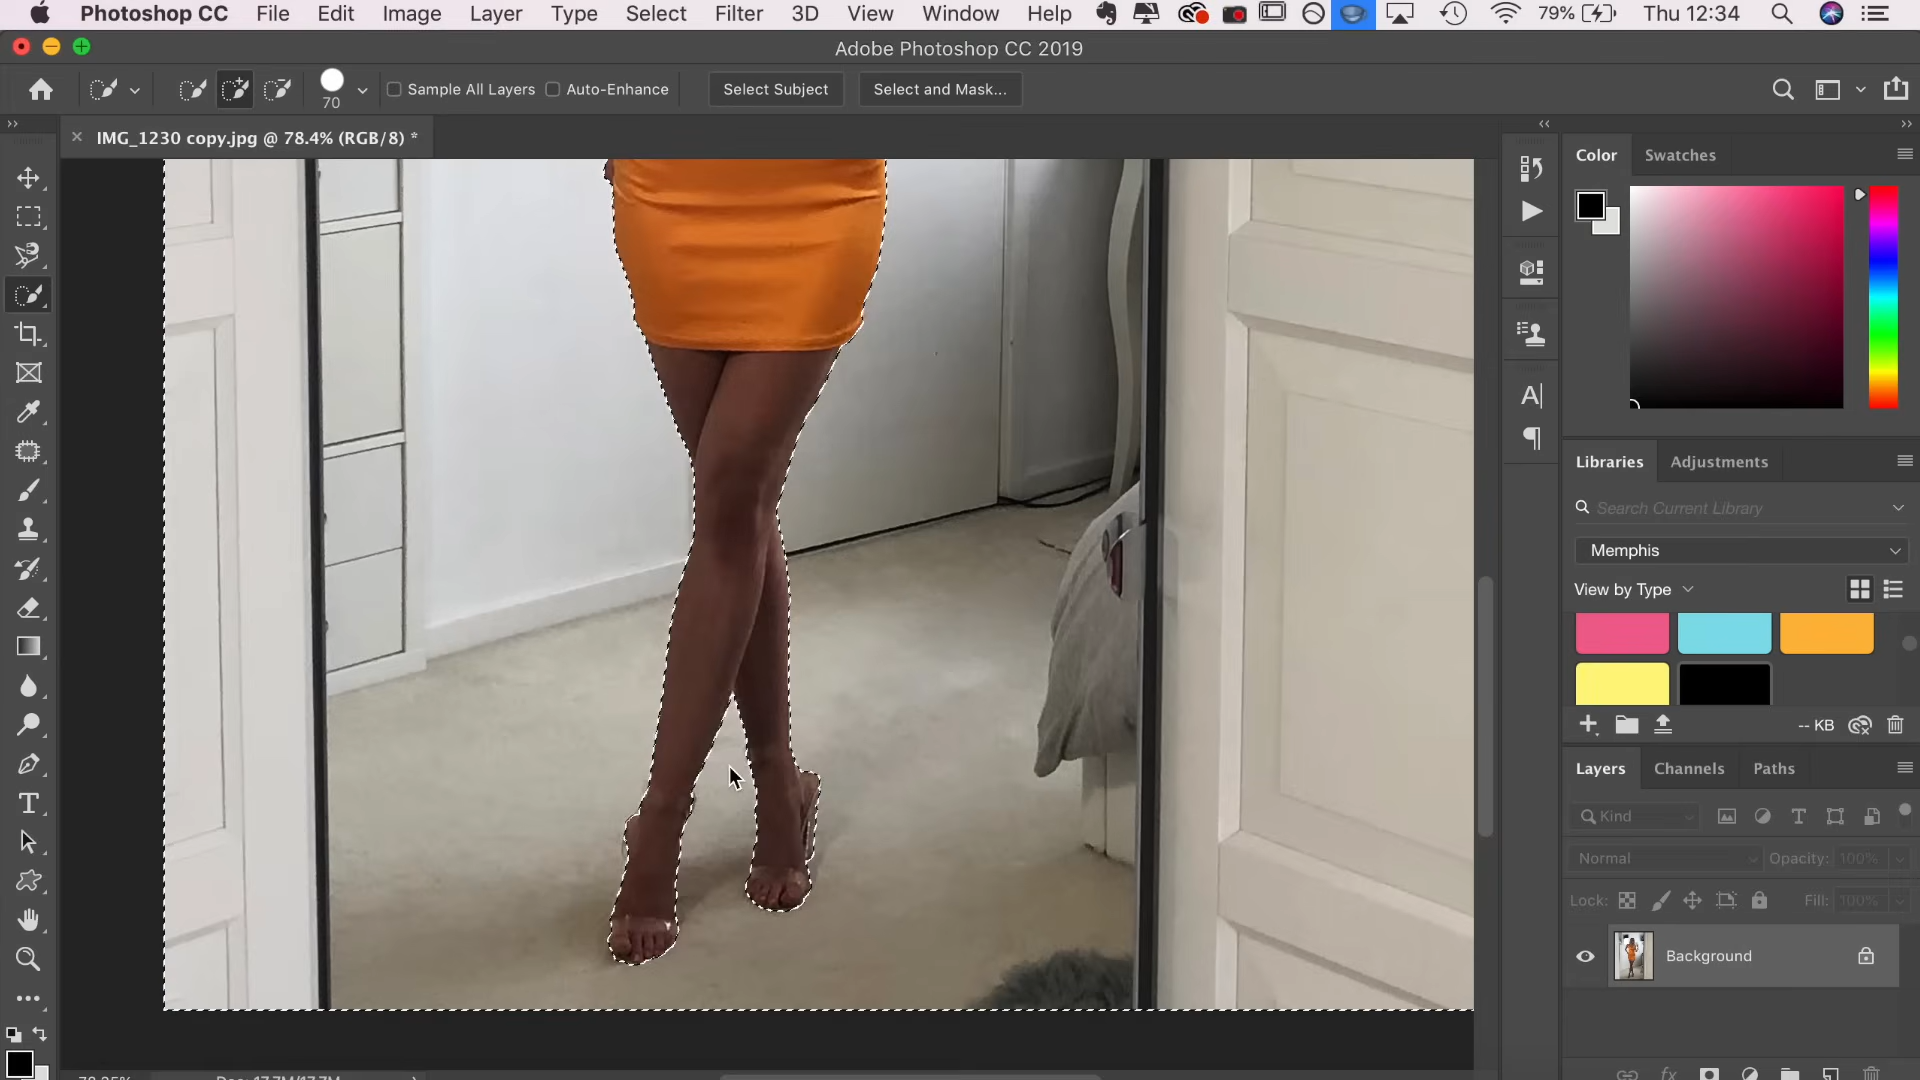 Photoshop CC File Edit Image Layer Type Select Filter 3D View Window Help 79% Thu 12:34
Adobe Photoshop CC 2019
70 Sample All Layers Auto-Enhance Select Subject Select and Mask...
IMG_1230 copy.jpg @ 78.4% (RGB/8) *
Color Swatches
Libraries Adjustments
Search Current Library
Memphis
View by Type
-- KB
Layers Channels Paths
Kind
Normal Opacity: 100%
Lock: Fill: 100%
Background